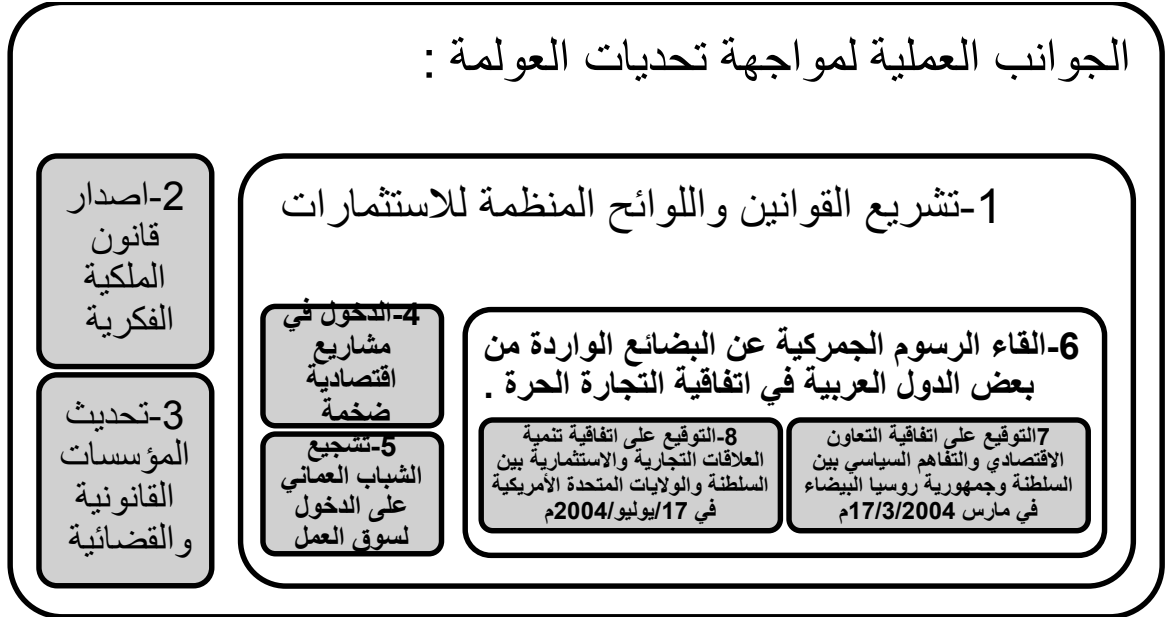 الجوانب العملية لمواجهة تحديات العولمة :
1-تشريع القوانين واللوائح المنظمة للاستثمارات
2-اصدار
قانون
الملكية
الفكرية
3-تحديث
المؤسسات
القانونية
والقضائية
4-الدخول في
مشاريع
اقتصادية
ضخمة
5-تشجيع
الشباب العماني
على الدخول
لسوق العمل
6-القاء الرسوم الجمركية عن البضائع الواردة من
بعض الدول العربية في اتفاقية التجارة الحرة .
7التوقيع على اتفاقية التعاون
الاقتصادي والتفاهم السياسي بين
السلطنة وجمهورية روسيا البيضاء
في مارس 17/3/2004م
8-التوقيع على اتفاقية تنمية
العلاقات التجارية والاستثمارية بين
السلطنة والولايات المتحدة الأمريكية
في 17/يوليو/2004م